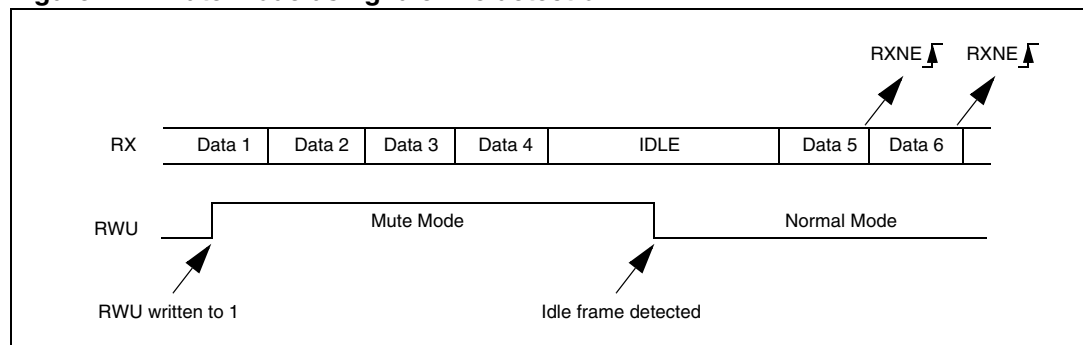 RXNE RXNE
RX Data 1 Data 2 Data 3 Data 4 IDLE Data 5 Data 6
RWU Mute Mode Normal Mode
RWU written to 1 Idle frame detected